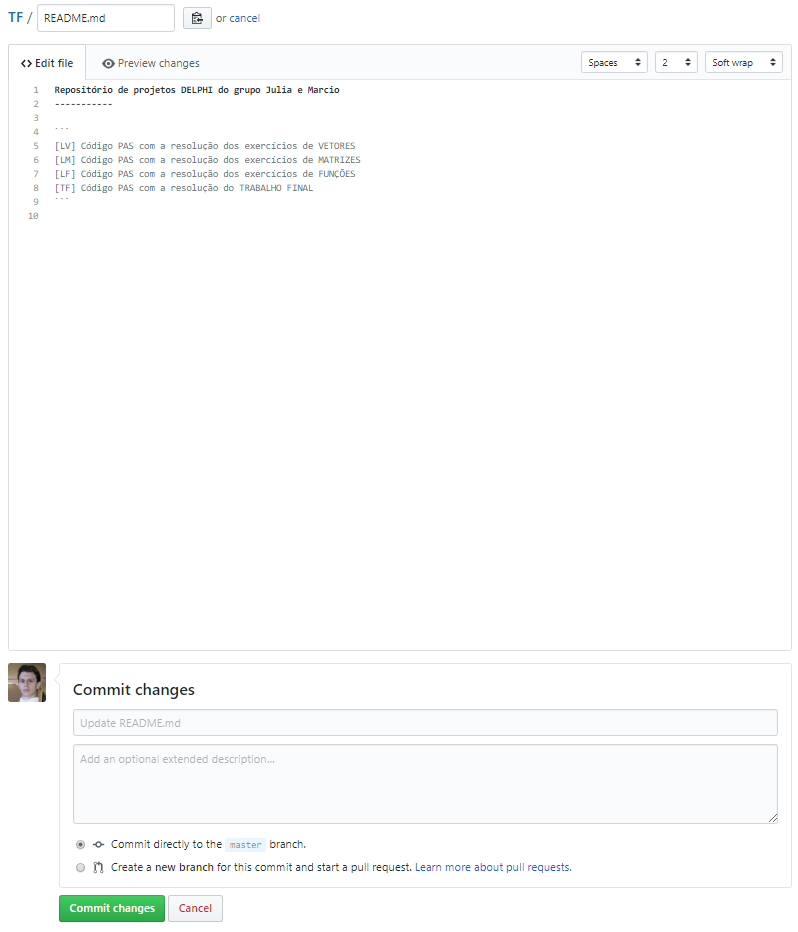 TF / README.md or cancel
<> Edit file Preview changes Spaces 2 Soft wrap
1 Repositório de projetos DELPHI do grupo Julia e Marcio
2 -----------
3
4 ```
5 [LV] Código PAS com a resolução dos exercícios de VETORES
6 [LM] Código PAS com a resolução dos exercícios de MATRIZES
7 [LF] Código PAS com a resolução dos exercícios de FUNÇÕES
8 [TF] Código PAS com a resolução do TRABALHO FINAL
9 ```
10
Commit changes
Update README.md
Add an optional extended description...
Commit directly to the master branch.
Create a new branch for this commit and start a pull request. Learn more about pull requests.
Commit changes Cancel